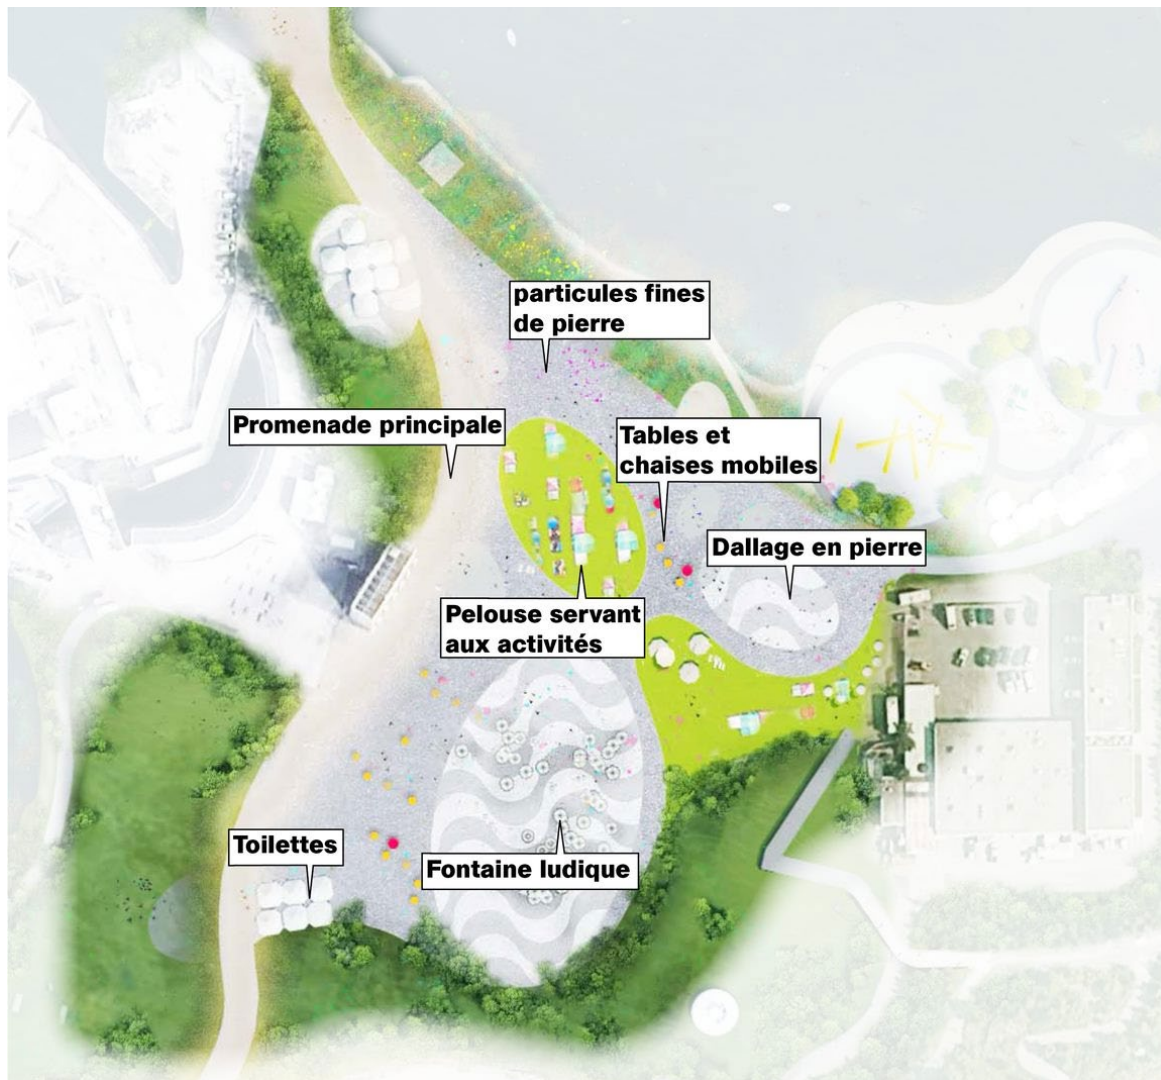 particules fines
de pierre
Promenade principale
Tables et
chaises mobiles
Dallage en pierre
Pelouse servant
aux activités
Toilettes
Fontaine ludique